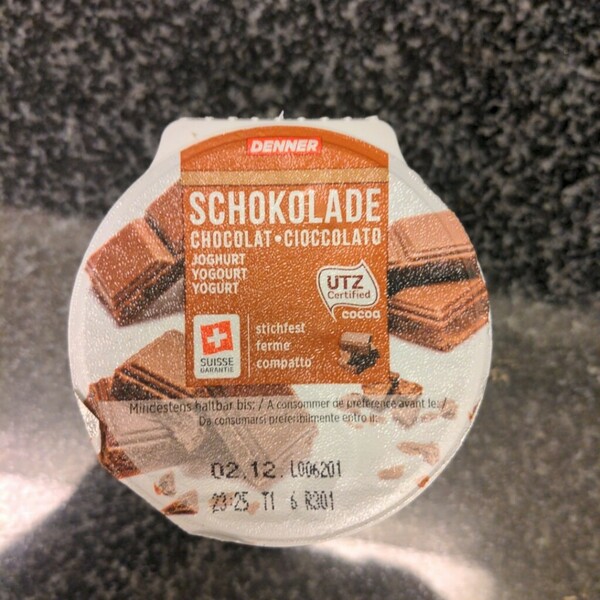 DENNER
SCHOKOLADE
CHOCOLAT•CIOCCOLATO
JOGHURT
YOGOURT
YOGURT
UTZ
Certified
cocoa
SUISSE
GARANTIE
stichfest
ferme
compatto
Mindestens haltbar bis: / A consommer de préférence avant le: /
Da consumarsi preferibilmente entro il:
02.12. L006201
23:25 T1 6 R301